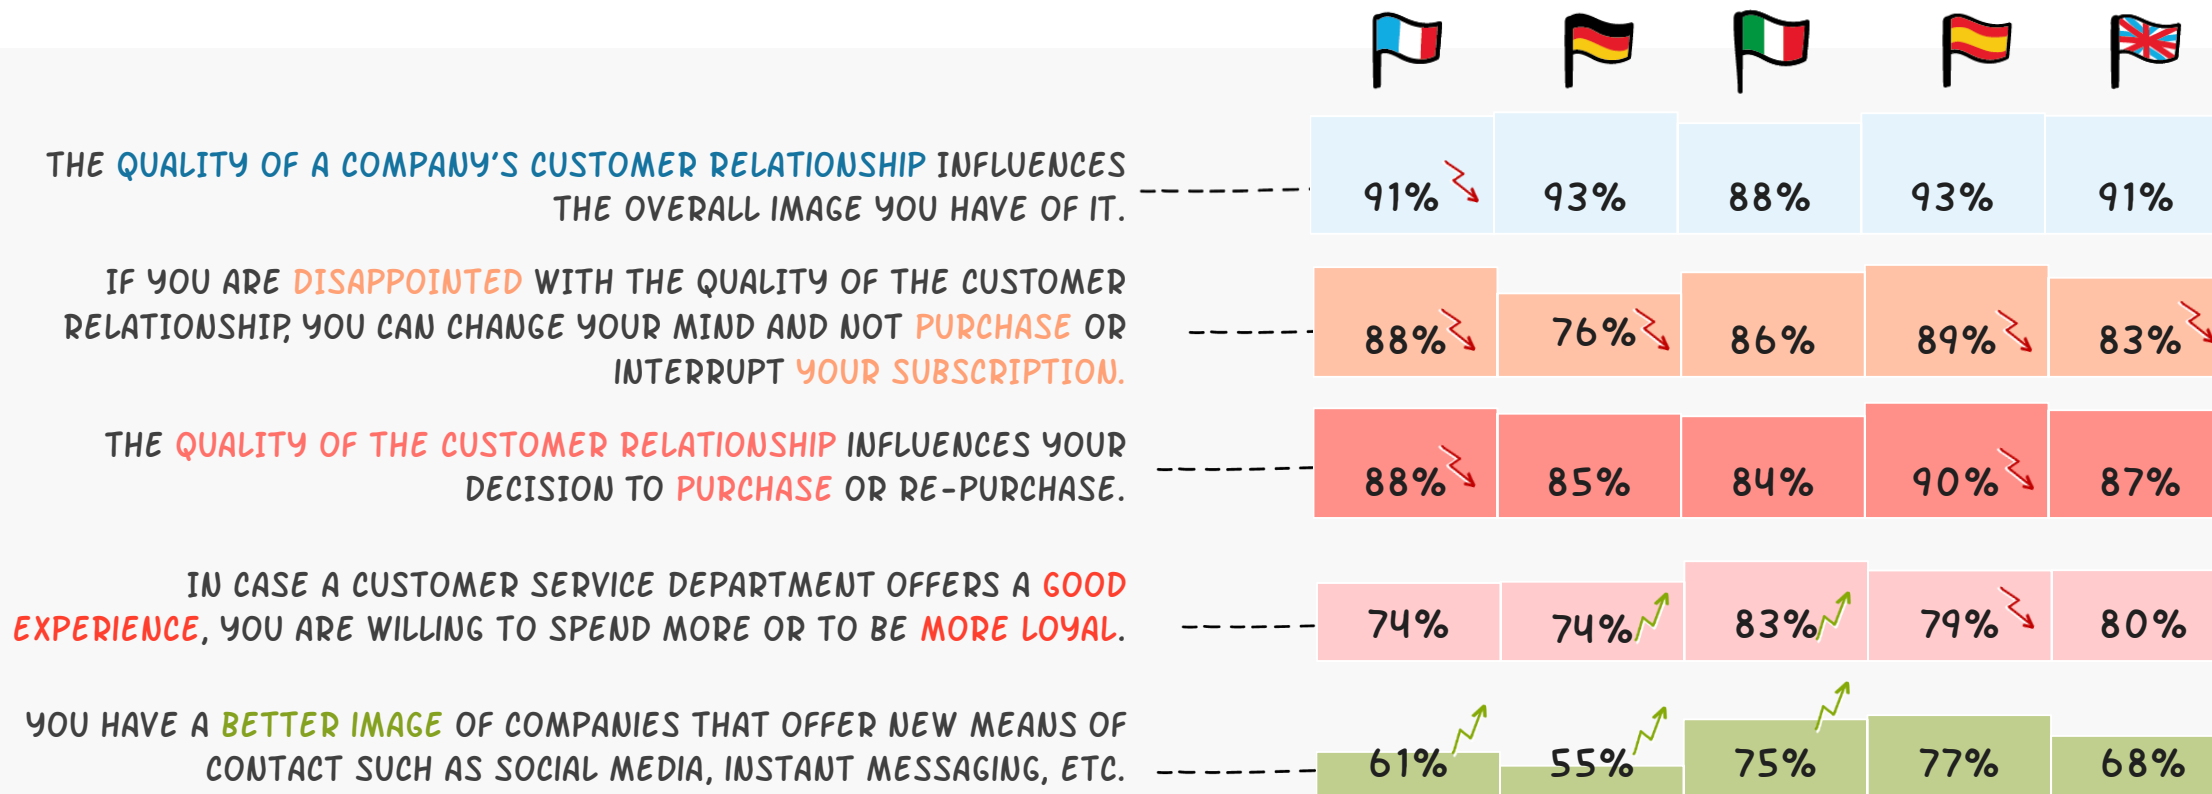 THE QUALITY OF A COMPANY'S CUSTOMER RELATIONSHIP INFLUENCES
THE OVERALL IMAGE YOU HAVE OF IT.
91% 93% 88% 93% 91%
IF YOU ARE DISAPPOINTED WITH THE QUALITY OF THE CUSTOMER
RELATIONSHIP, YOU CAN CHANGE YOUR MIND AND NOT PURCHASE OR
INTERRUPT YOUR SUBSCRIPTION.
88% 76% 86% 89% 83%
THE QUALITY OF THE CUSTOMER RELATIONSHIP INFLUENCES YOUR
DECISION TO PURCHASE OR RE-PURCHASE.
88% 85% 84% 90% 87%
IN CASE A CUSTOMER SERVICE DEPARTMENT OFFERS A GOOD
EXPERIENCE, YOU ARE WILLING TO SPEND MORE OR TO BE MORE LOYAL.
74% 74% 83% 79% 80%
YOU HAVE A BETTER IMAGE OF COMPANIES THAT OFFER NEW MEANS OF
CONTACT SUCH AS SOCIAL MEDIA, INSTANT MESSAGING, ETC.
61% 55% 75% 77% 68%